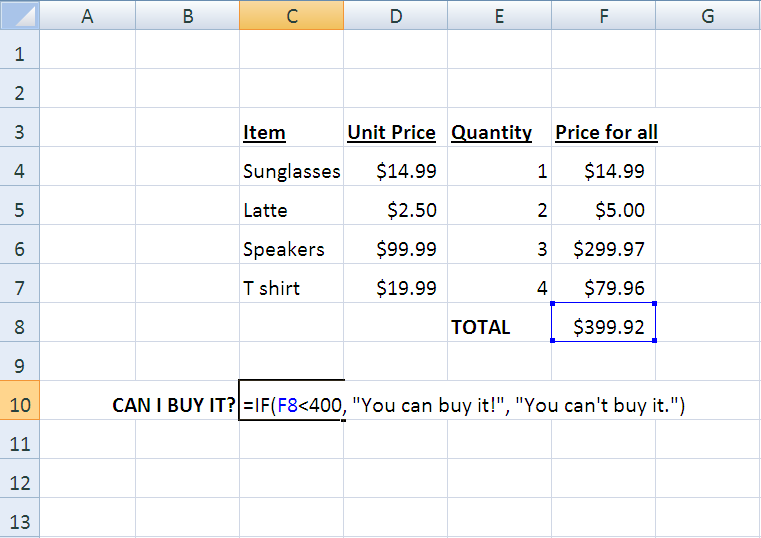 A B C D E F G
1
2
3 Item Unit Price Quantity Price for all
4 Sunglasses $14.99 1 $14.99
5 Latte $2.50 2 $5.00
6 Speakers $99.99 3 $299.97
7 T shirt $19.99 4 $79.96
8 TOTAL $399.92
9
10 CAN I BUY IT? =IF(F8<400, "You can buy it!", "You can't buy it.")
11
12
13